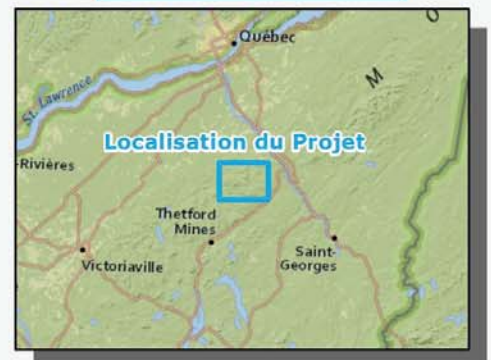 Québec
O
M
St. Lawrence
Localisation du Projet
-Rivières
Thetford
Mines
Saint-
Georges
Victoriaville